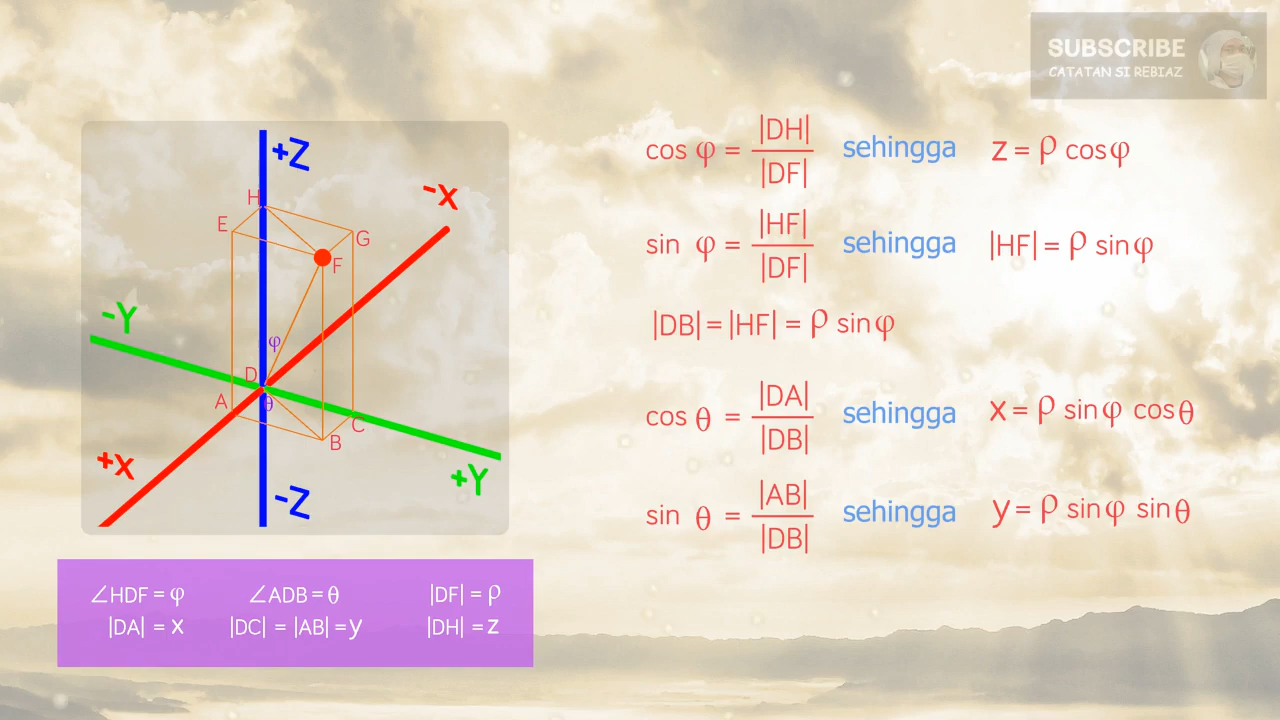 SUBSCRIBE
CATATAN SI REBIAZ
+Z
-X
H
E
G
F
-Y
φ
D
A
θ
C
B
+X
+Y
-Z
∠HDF = φ ∠ADB = θ |DF| = ρ
|DA| = x |DC| = |AB| = y |DH| = z
cos φ = |DH| / |DF| sehingga z = ρ cos φ
sin φ = |HF| / |DF| sehingga |HF| = ρ sin φ
|DB| = |HF| = ρ sin φ
cos θ = |DA| / |DB| sehingga x = ρ sin φ cos θ
sin θ = |AB| / |DB| sehingga y = ρ sin φ sin θ